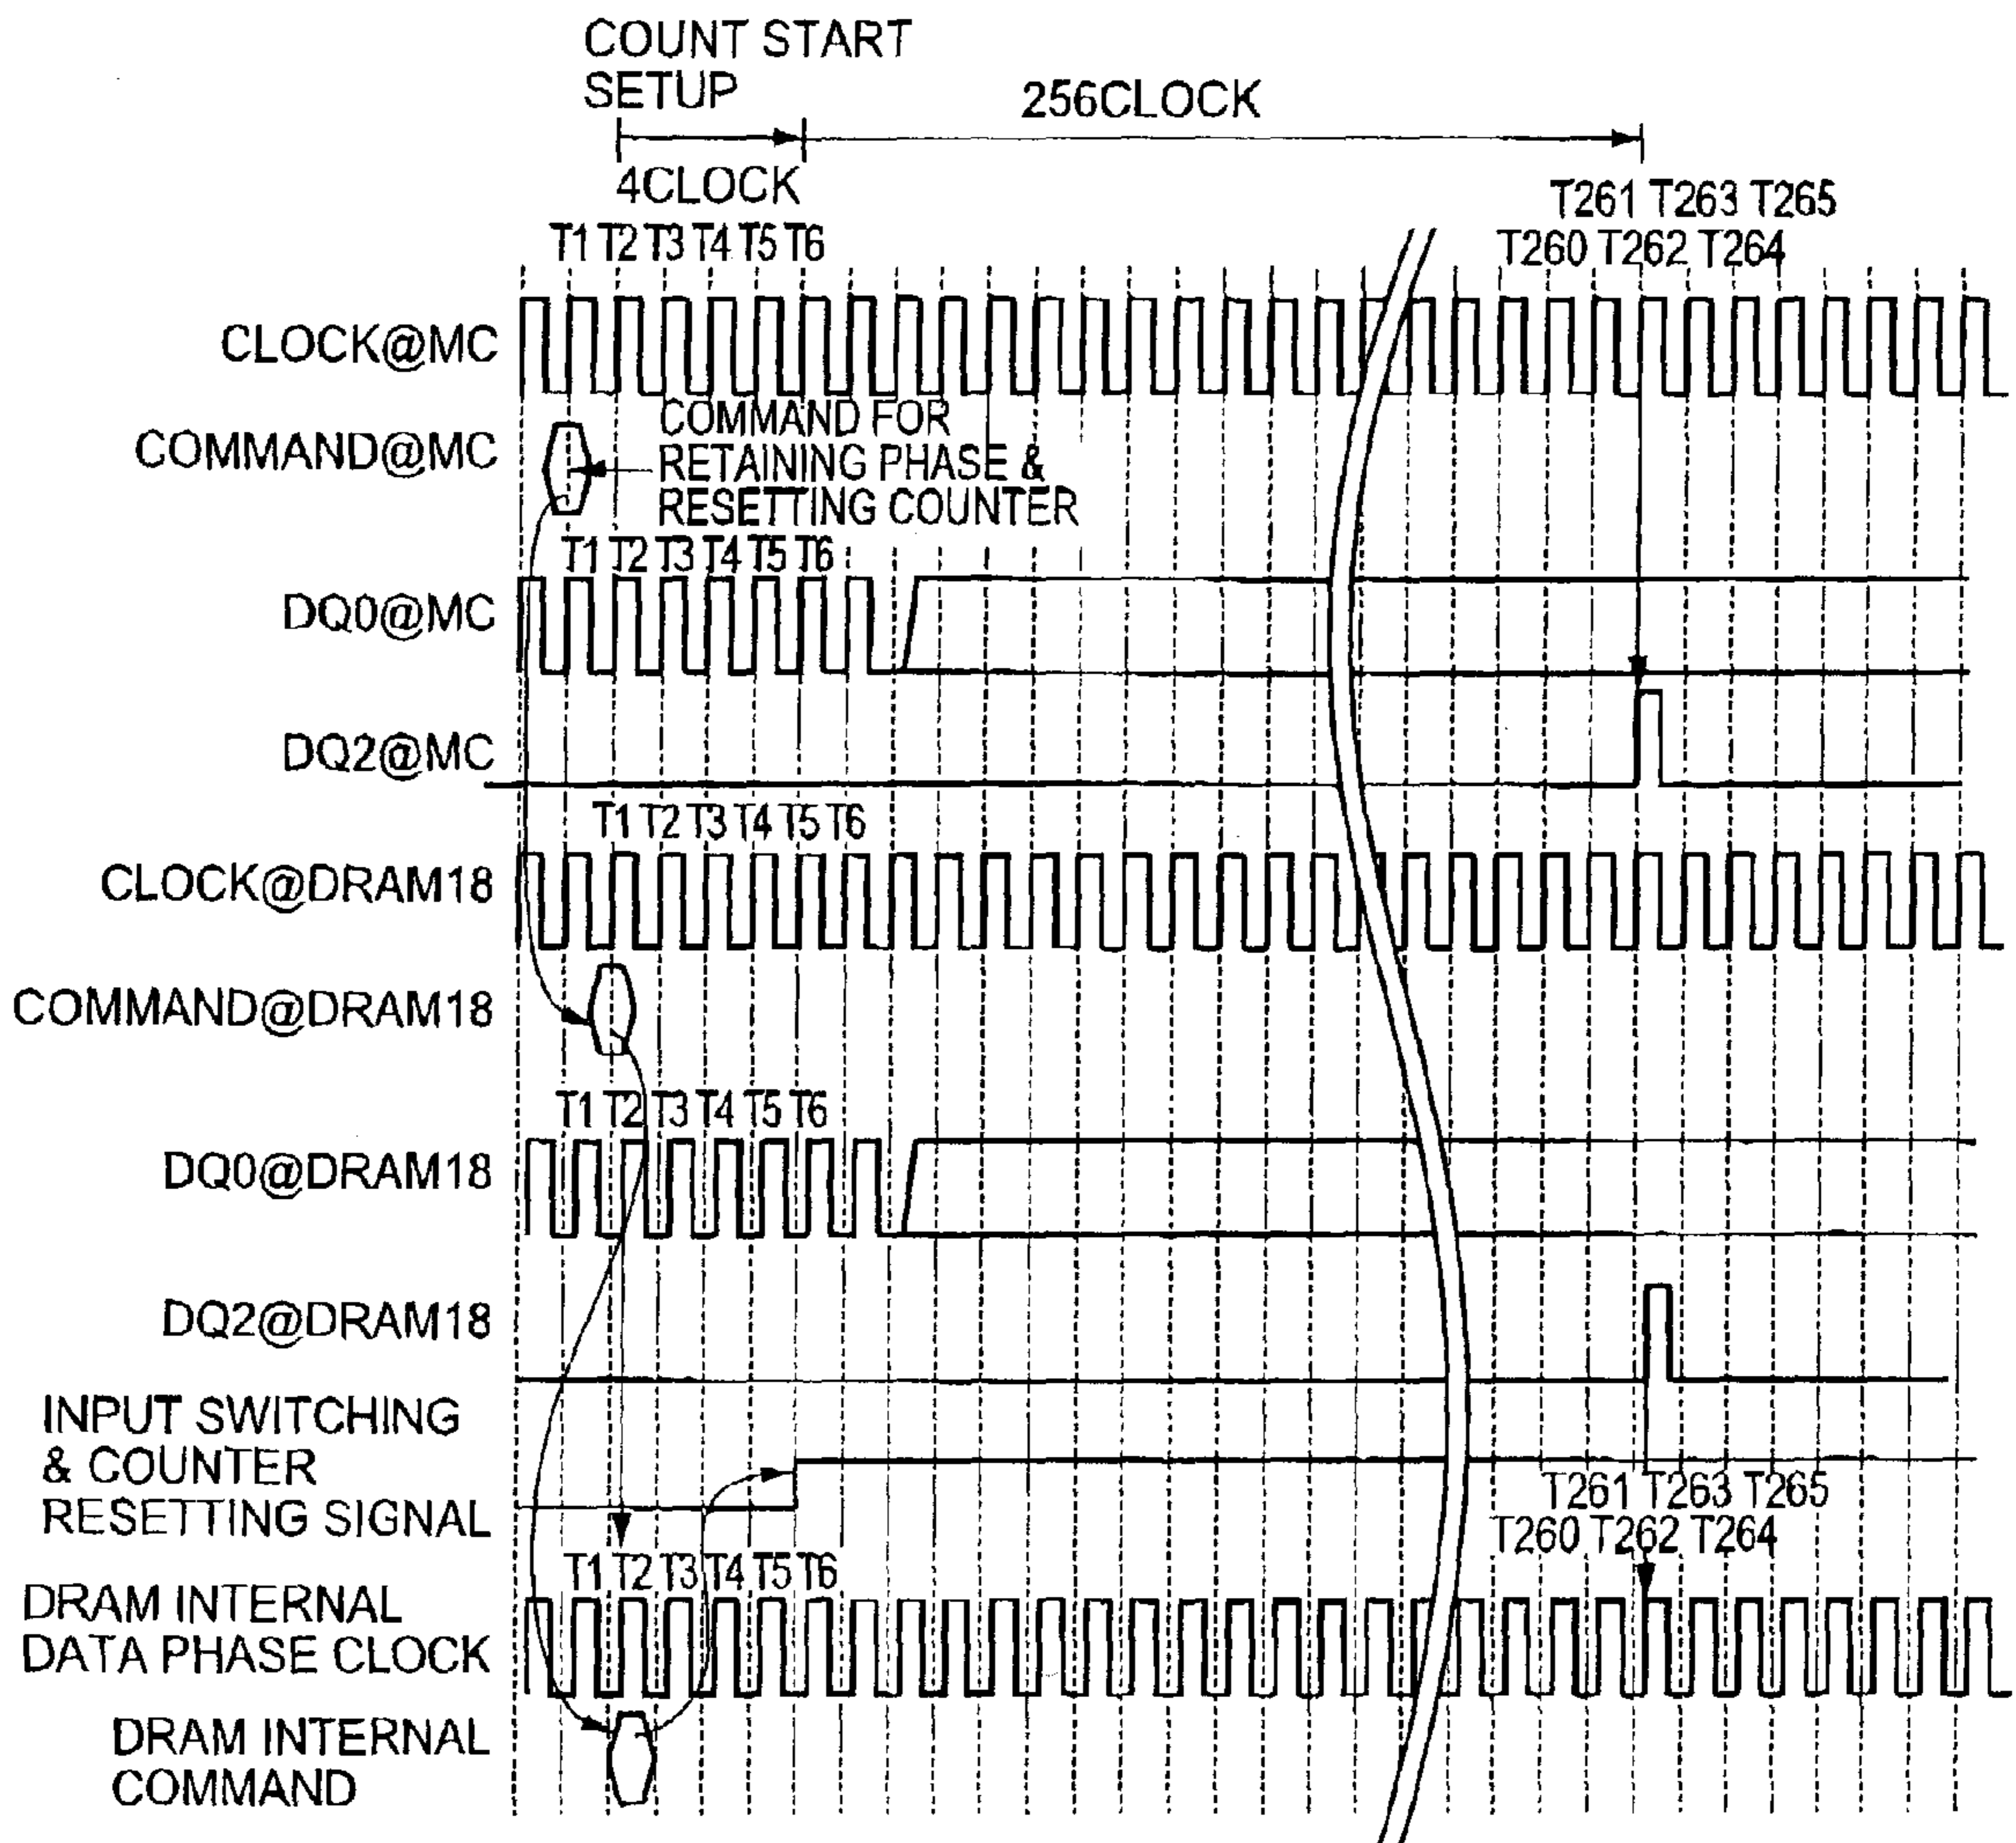 COUNT START
SETUP
256CLOCK
4CLOCK
T261 T263 T265
T1 T2 T3 T4 T5 T6
T260 T262 T264
CLOCK@MC
COMMAND@MC
COMMAND FOR
RETAINING PHASE &
RESETTING COUNTER
T1 T2 T3 T4 T5 T6
DQ0@MC
DQ2@MC
T1 T2 T3 T4 T5 T6
CLOCK@DRAM18
COMMAND@DRAM18
T1 T2 T3 T4 T5 T6
DQ0@DRAM18
DQ2@DRAM18
INPUT SWITCHING
& COUNTER
RESETTING SIGNAL
T261 T263 T265
T260 T262 T264
T1 T2 T3 T4 T5 T6
DRAM INTERNAL
DATA PHASE CLOCK
DRAM INTERNAL
COMMAND